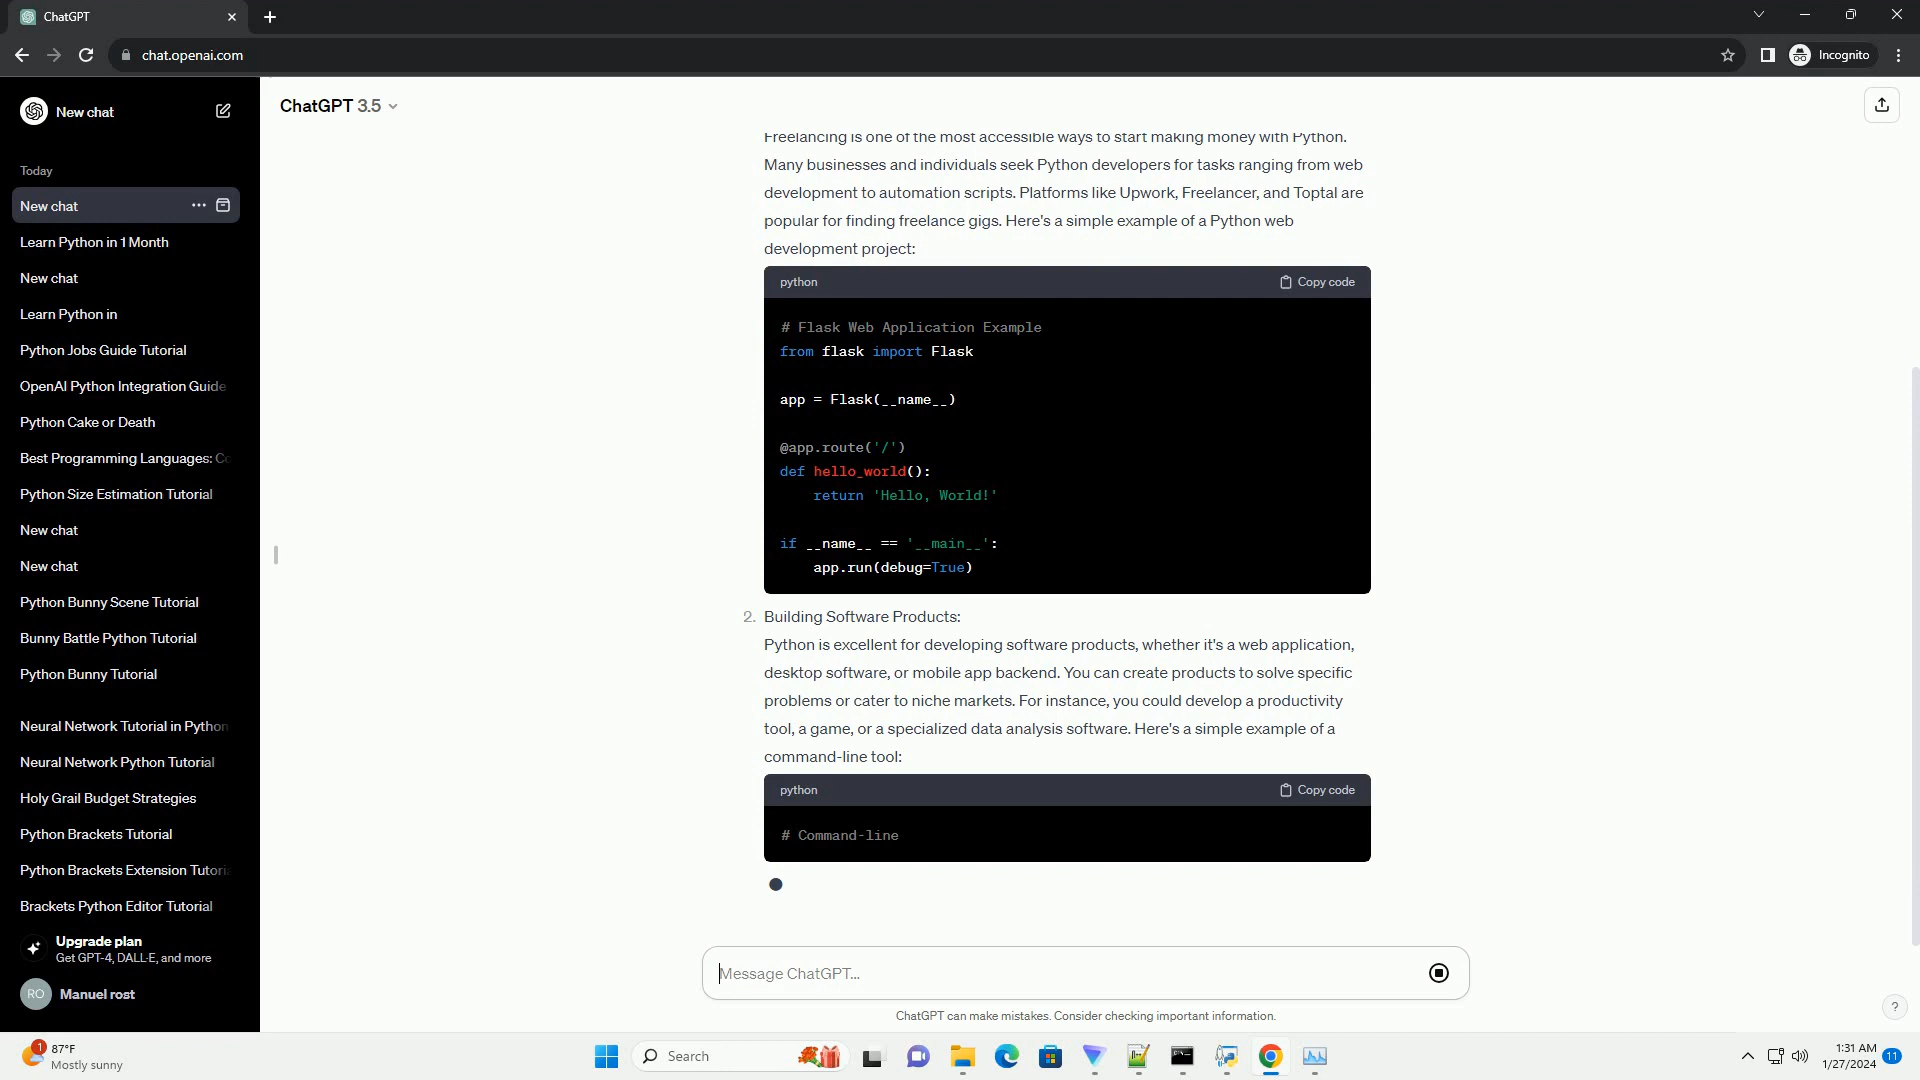 ChatGPT
chat.openai.com
Incognito
New chat
ChatGPT 3.5
Today
New chat
Learn Python in 1 Month
New chat
Learn Python in
Python Jobs Guide Tutorial
OpenAI Python Integration Guide
Python Cake or Death
Best Programming Languages: Co
Python Size Estimation Tutorial
New chat
New chat
Python Bunny Scene Tutorial
Bunny Battle Python Tutorial
Python Bunny Tutorial
Neural Network Tutorial in Python
Neural Network Python Tutorial
Holy Grail Budget Strategies
Python Brackets Tutorial
Python Brackets Extension Tutoria
Brackets Python Editor Tutorial
Upgrade plan
Get GPT-4, DALL·E, and more
RO Manuel rost
Freelancing is one of the most accessible ways to start making money with Python.
Many businesses and individuals seek Python developers for tasks ranging from web
development to automation scripts. Platforms like Upwork, Freelancer, and Toptal are
popular for finding freelance gigs. Here's a simple example of a Python web
development project:
python Copy code
# Flask Web Application Example
from flask import Flask
app = Flask(__name__)
@app.route('/')
def hello_world():
return 'Hello, World!'
if __name__ == '__main__':
app.run(debug=True)
2. Building Software Products:
Python is excellent for developing software products, whether it's a web application,
desktop software, or mobile app backend. You can create products to solve specific
problems or cater to niche markets. For instance, you could develop a productivity
tool, a game, or a specialized data analysis software. Here's a simple example of a
command-line tool:
python Copy code
# Command-line
Message ChatGPT...
ChatGPT can make mistakes. Consider checking important information.
?
1
87°F
Mostly sunny
Search
1:31 AM
1/27/2024
11